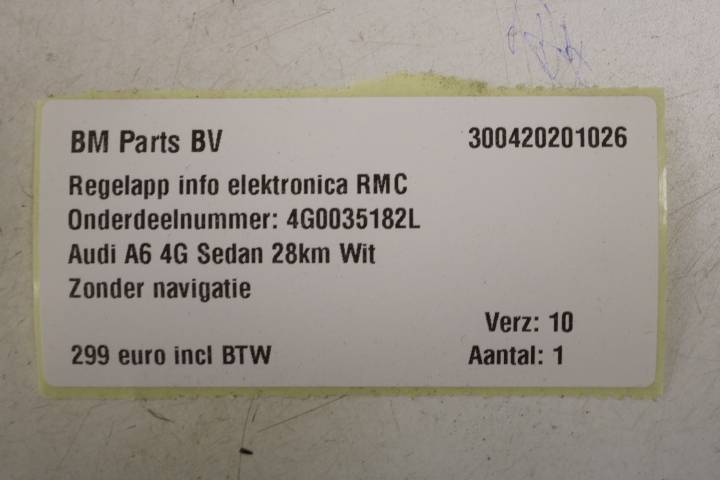 BM Parts BV 300420201026
Regelapp info elektronica RMC
Onderdeelnummer: 4G0035182L
Audi A6 4G Sedan 28km Wit
Zonder navigatie
Verz: 10
299 euro incl BTW Aantal: 1